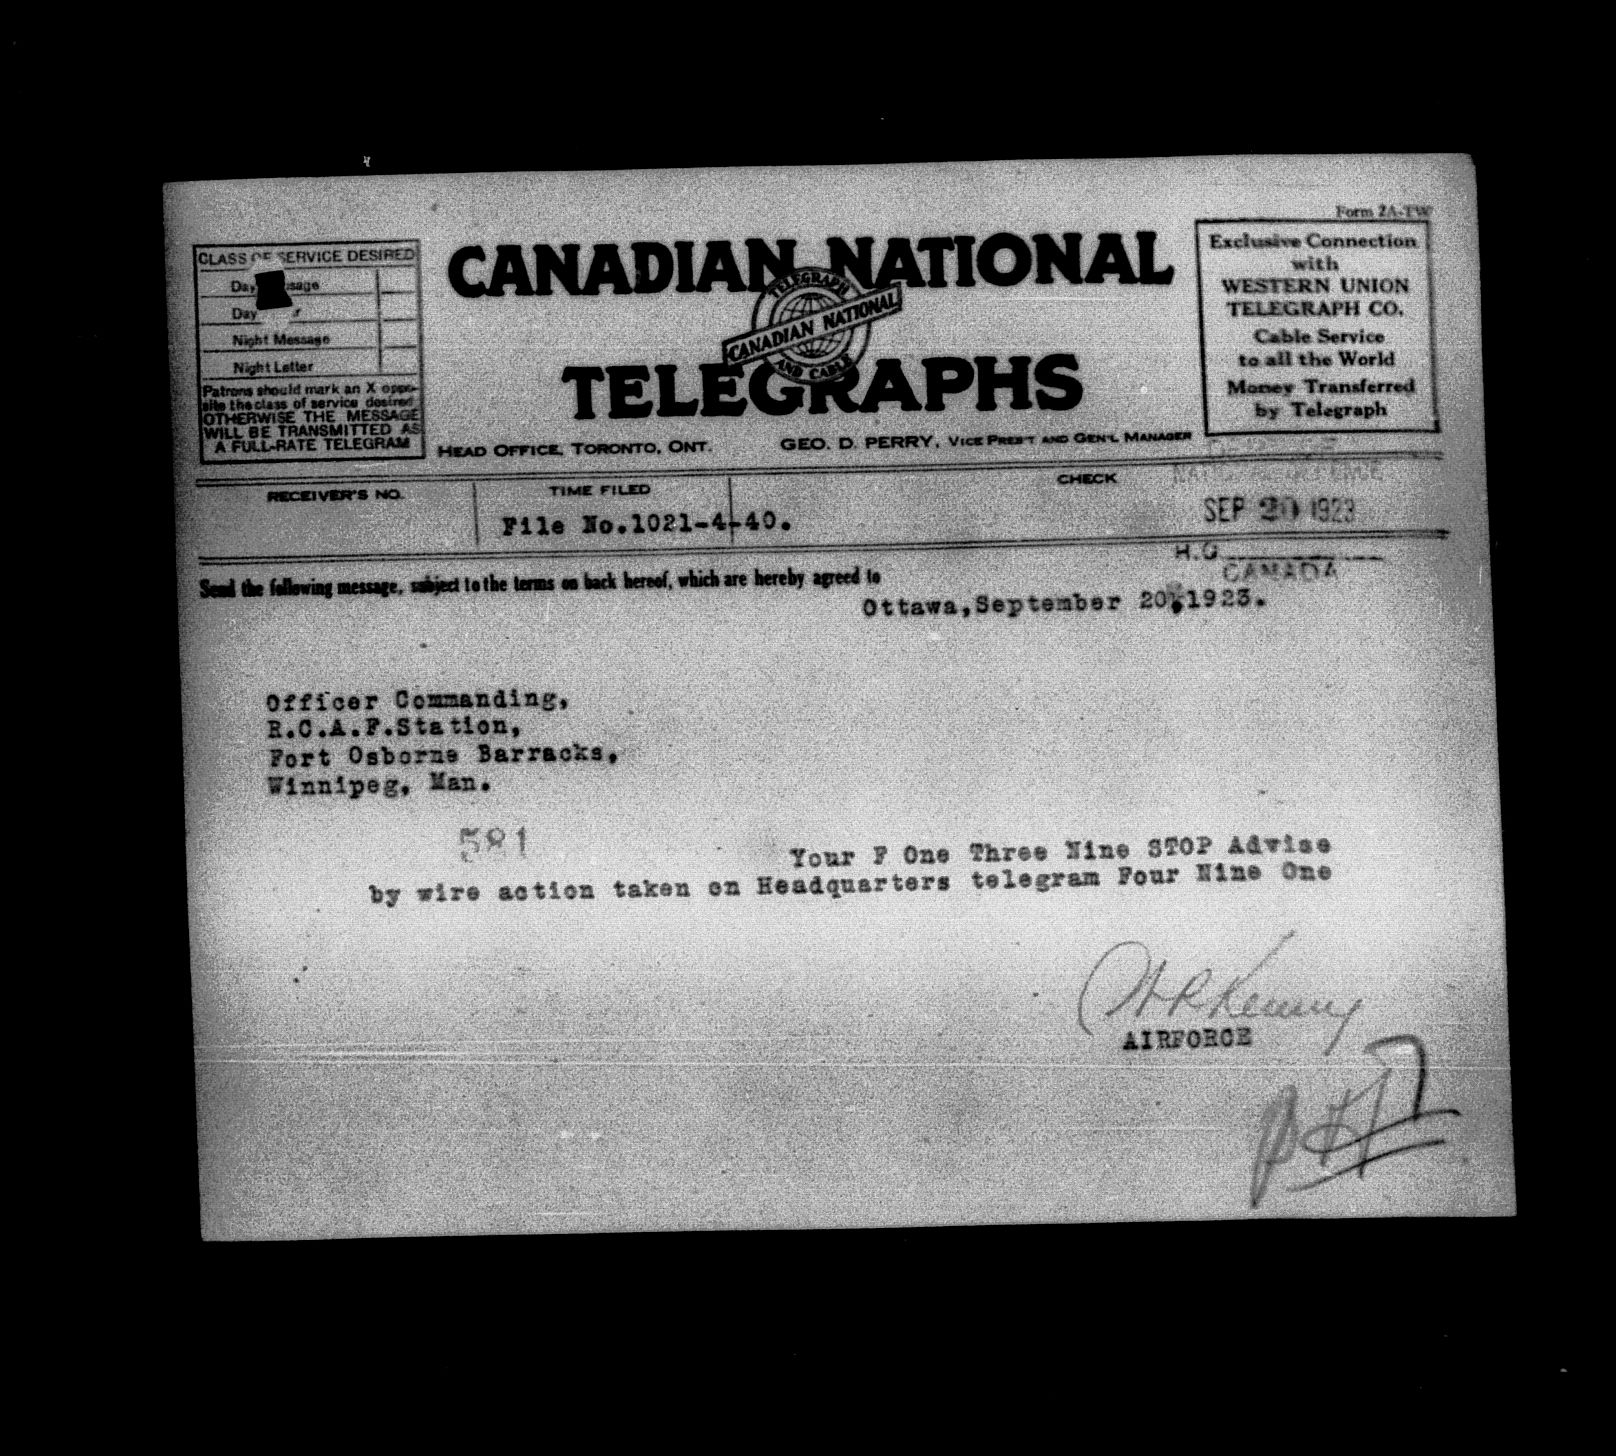 Form 2A-TW
CLASS OF SERVICE DESIRED
Day
Day
Night Message
Night Letter
Patrons should mark an X oppo-
site the class of service desired
OTHERWISE THE MESSAGE
WILL BE TRANSMITTED AS
A FULL-RATE TELEGRAM
CANADIAN NATIONAL
TELEGRAPH
CANADIAN NATIONAL
AND CABLE
TELEGRAPHS
HEAD OFFICE, TORONTO, ONT.
GEO. D. PERRY, VICE PRES'T AND GEN'L MANAGER
Exclusive Connection
with
WESTERN UNION
TELEGRAPH CO.
Cable Service
to all the World
Money Transferred
by Telegraph
RECEIVER'S NO.
TIME FILED
CHECK
File No.1021-4-40.
SEP 20 1923
H.Q.
CANADA
Send the following message, subject to the terms on back hereof, which are hereby agreed to
Ottawa,September 20,1923.
Officer Commanding,
R.C.A.F.Station,
Fort Osborne Barracks,
Winnipeg, Man.
581
Your F One Three Nine STOP Advise
by wire action taken on Headquarters telegram Four Nine One
AIRFORCE